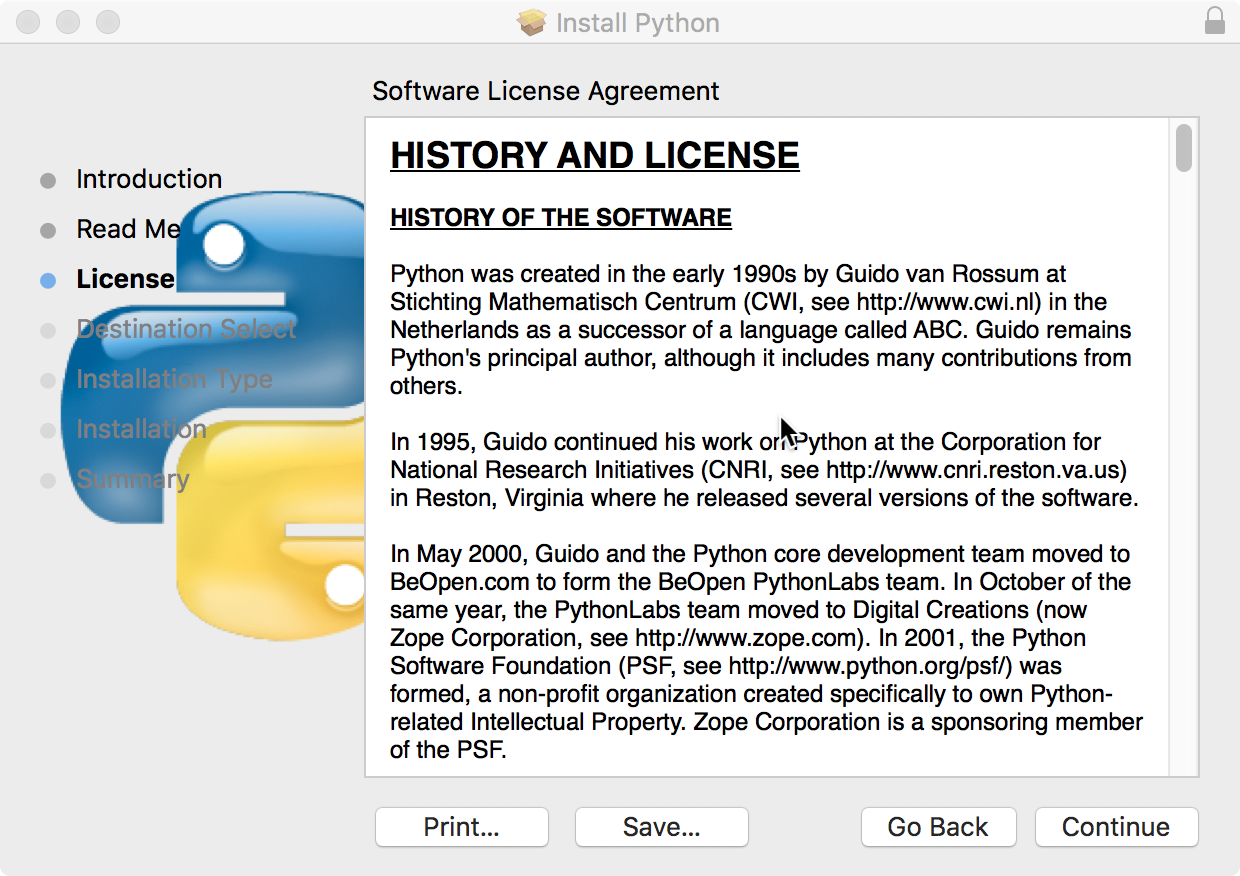 Install Python
Software License Agreement
Introduction
Read Me
License
Destination Select
Installation Type
Installation
Summary
HISTORY AND LICENSE
HISTORY OF THE SOFTWARE
Python was created in the early 1990s by Guido van Rossum at
Stichting Mathematisch Centrum (CWI, see http://www.cwi.nl) in the
Netherlands as a successor of a language called ABC. Guido remains
Python's principal author, although it includes many contributions from
others.
In 1995, Guido continued his work on Python at the Corporation for
National Research Initiatives (CNRI, see http://www.cnri.reston.va.us)
in Reston, Virginia where he released several versions of the software.
In May 2000, Guido and the Python core development team moved to
BeOpen.com to form the BeOpen PythonLabs team. In October of the
same year, the PythonLabs team moved to Digital Creations (now
Zope Corporation, see http://www.zope.com). In 2001, the Python
Software Foundation (PSF, see http://www.python.org/psf/) was
formed, a non-profit organization created specifically to own Python-
related Intellectual Property. Zope Corporation is a sponsoring member
of the PSF.
Print...
Save...
Go Back
Continue